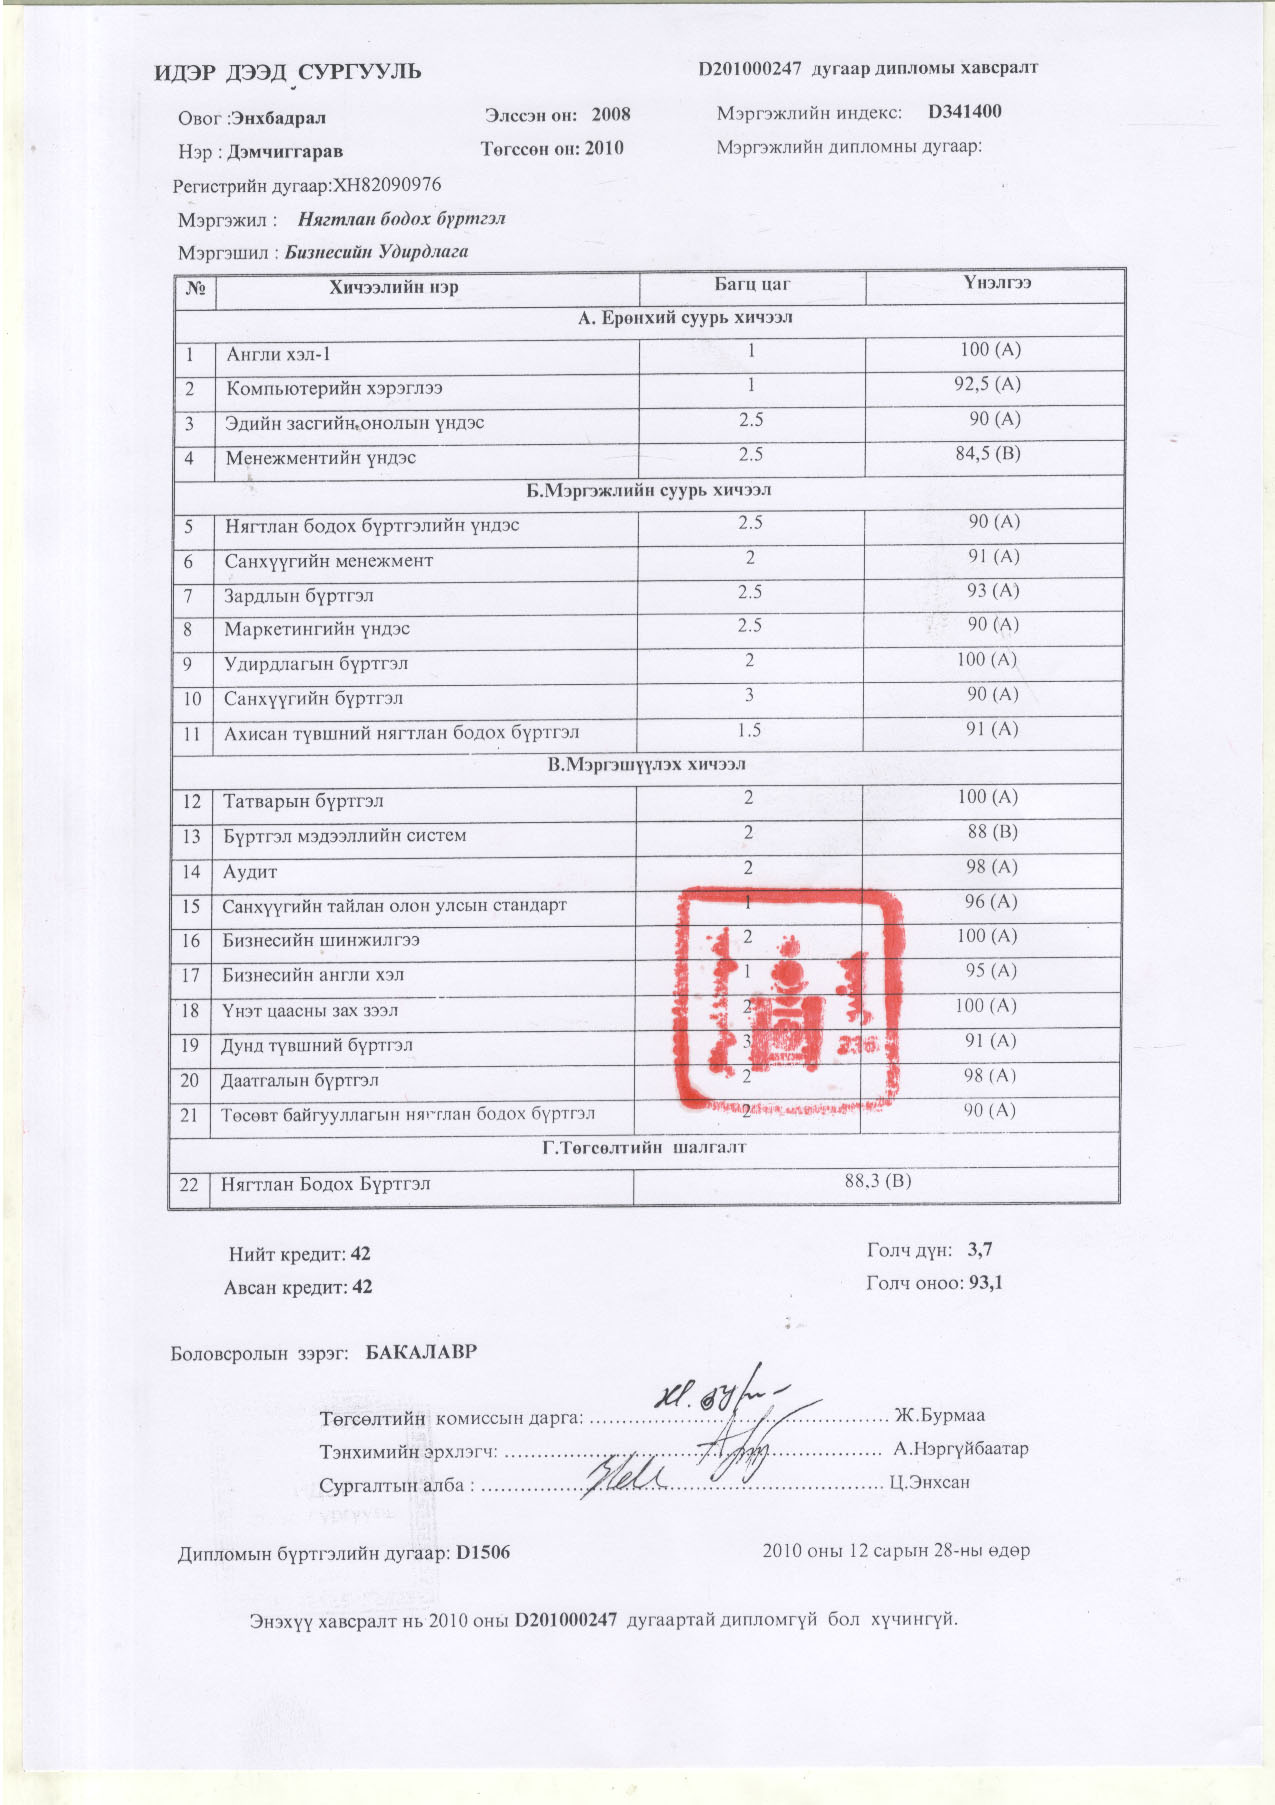 ИДЭР ДЭЭД СУРГУУЛЬ
D201000247 дугаар дипломы хавсралт
Овог :Энхбадрал Элссэн он: 2008 Мэргэжлийн индекс: D341400
Нэр : Дэмчиггарав Төгссөн он: 2010 Мэргэжлийн дипломны дугаар:
Регистрийн дугаар:ХН82090976
Мэргэжил : Нягтлан бодох бүртгэл
Мэргэшил : Бизнесийн Удирдлага
№ Хичээлийн нэр Багц цаг Үнэлгээ
А. Ерөнхий суурь хичээл
1 Англи хэл-1 1 100 (А)
2 Компьютерийн хэрэглээ 1 92,5 (А)
3 Эдийн засгийн онолын үндэс 2.5 90 (А)
4 Менежментийн үндэс 2.5 84,5 (В)
Б.Мэргэжлийн суурь хичээл
5 Нягтлан бодох бүртгэлийн үндэс 2.5 90 (А)
6 Санхүүгийн менежмент 2 91 (А)
7 Зардлын бүртгэл 2.5 93 (А)
8 Маркетингийн үндэс 2.5 90 (А)
9 Удирдлагын бүртгэл 2 100 (А)
10 Санхүүгийн бүртгэл 3 90 (А)
11 Ахисан түвшний нягтлан бодох бүртгэл 1.5 91 (А)
В.Мэргэшүүлэх хичээл
12 Татварын бүртгэл 2 100 (А)
13 Бүртгэл мэдээллийн систем 2 88 (В)
14 Аудит 2 98 (А)
15 Санхүүгийн тайлан олон улсын стандарт 1 96 (А)
16 Бизнесийн шинжилгээ 2 100 (А)
17 Бизнесийн англи хэл 1 95 (А)
18 Үнэт цаасны зах зээл 2 100 (А)
19 Дунд түвшний бүртгэл 3 91 (А)
20 Даатгалын бүртгэл 2 98 (А)
21 Төсөвт байгууллагын нягтлан бодох бүртгэл 2 90 (А)
Г.Төгсөлтийн шалгалт
22 Нягтлан Бодох Бүртгэл 88.3 (В)
Нийт кредит: 42 Голч дүн: 3,7
Авсан кредит: 42 Голч оноо: 93,1
Боловсролын зэрэг: БАКАЛАВР
Төгсөлтийн комиссын дарга: ............................................... Ж.Бурмаа
Тэнхимийн эрхлэгч: ........................................................... А.Нэргүйбаатар
Сургалтын алба : ............................................................... Ц.Энхсан
Дипломын бүртгэлийн дугаар: D1506 2010 оны 12 сарын 28-ны өдөр
Энэхүү хавсралт нь 2010 оны D201000247 дугаартай дипломгүй бол хүчингүй.